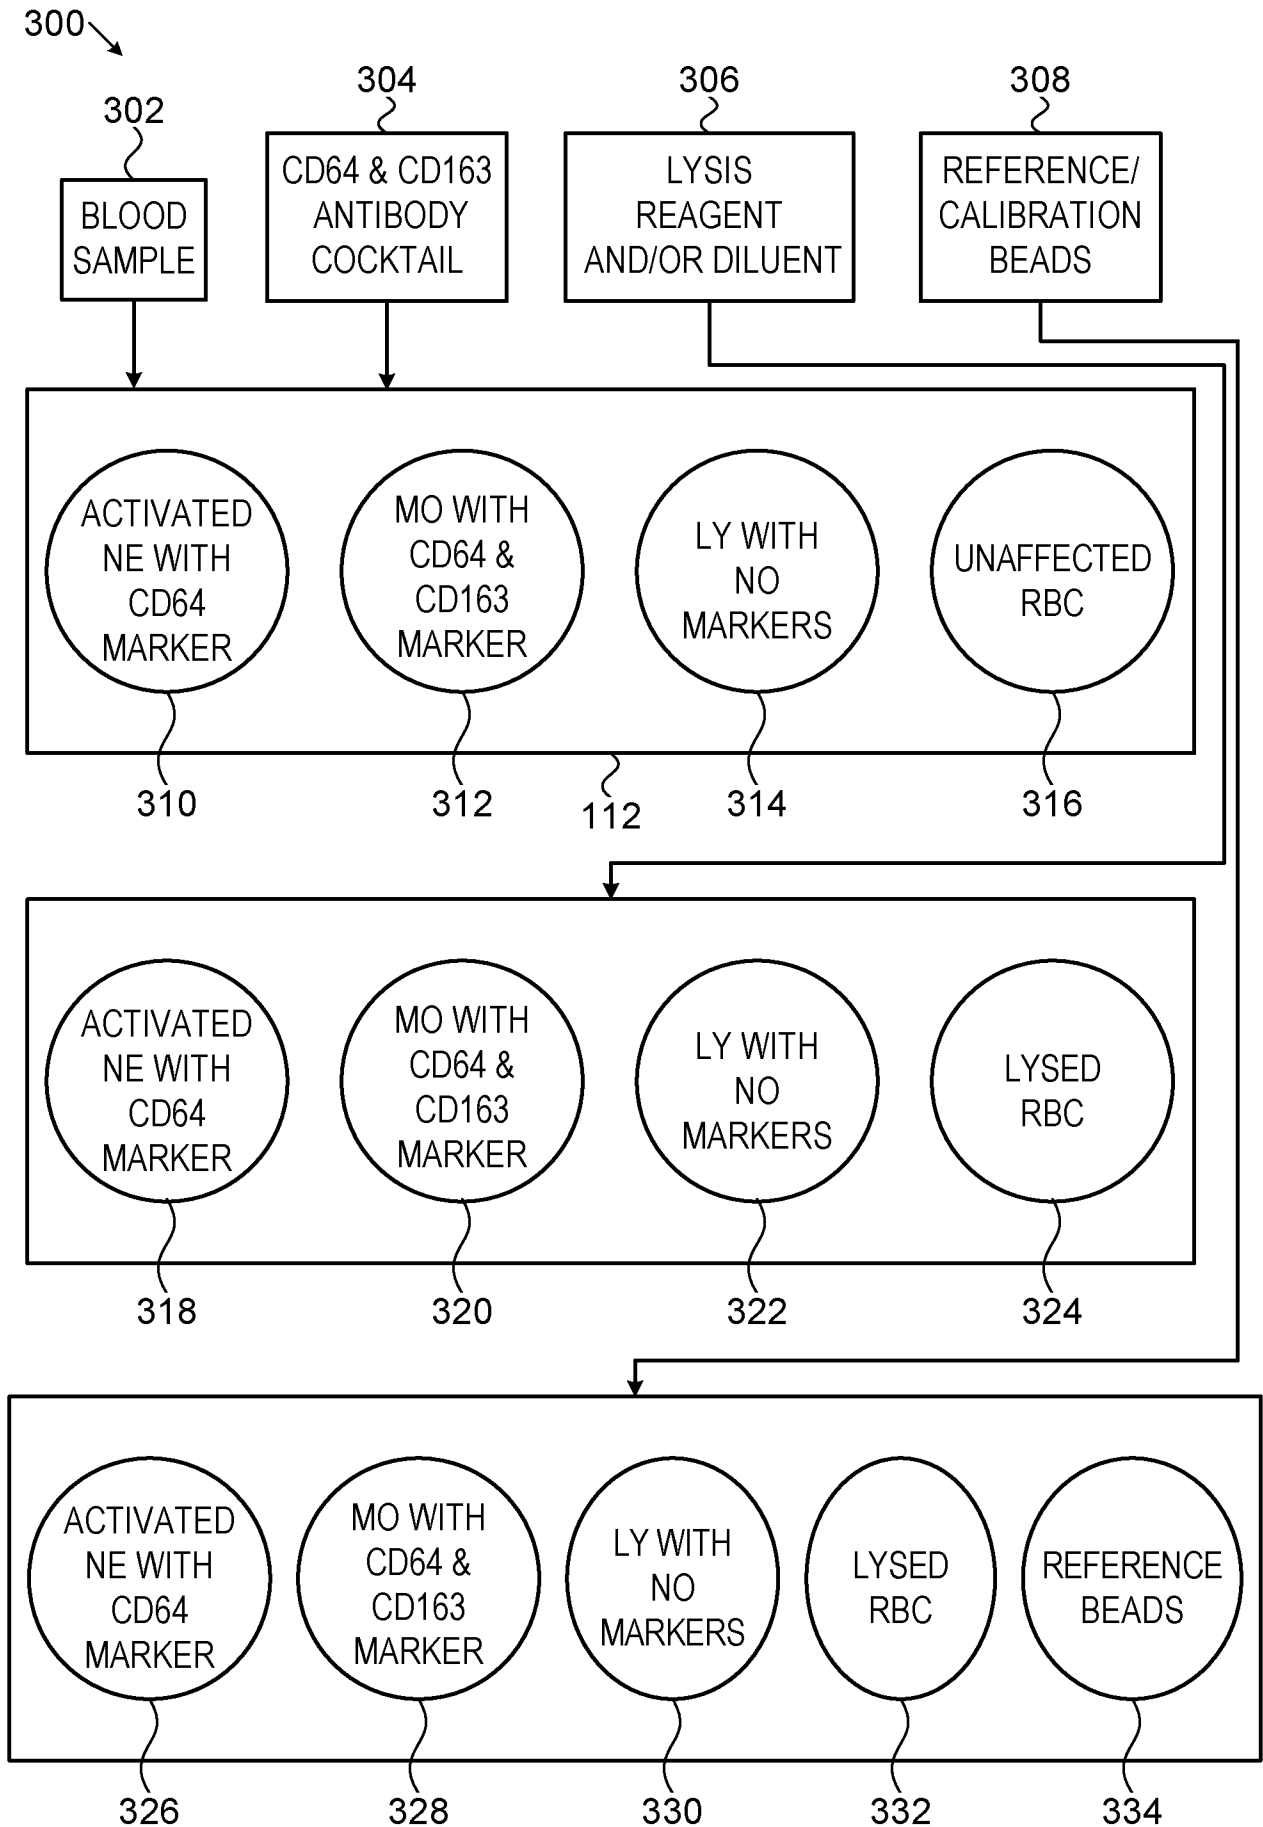 300
302
304
306
308
BLOOD
SAMPLE
CD64 & CD163
ANTIBODY
COCKTAIL
LYSIS
REAGENT
AND/OR DILUENT
REFERENCE/
CALIBRATION
BEADS
ACTIVATED
NE WITH
CD64
MARKER
MO WITH
CD64 &
CD163
MARKER
LY WITH
NO
MARKERS
UNAFFECTED
RBC
310
312
112
314
316
ACTIVATED
NE WITH
CD64
MARKER
MO WITH
CD64 &
CD163
MARKER
LY WITH
NO
MARKERS
LYSED
RBC
318
320
322
324
ACTIVATED
NE WITH
CD64
MARKER
MO WITH
CD64 &
CD163
MARKER
LY WITH
NO
MARKERS
LYSED
RBC
REFERENCE
BEADS
326
328
330
332
334